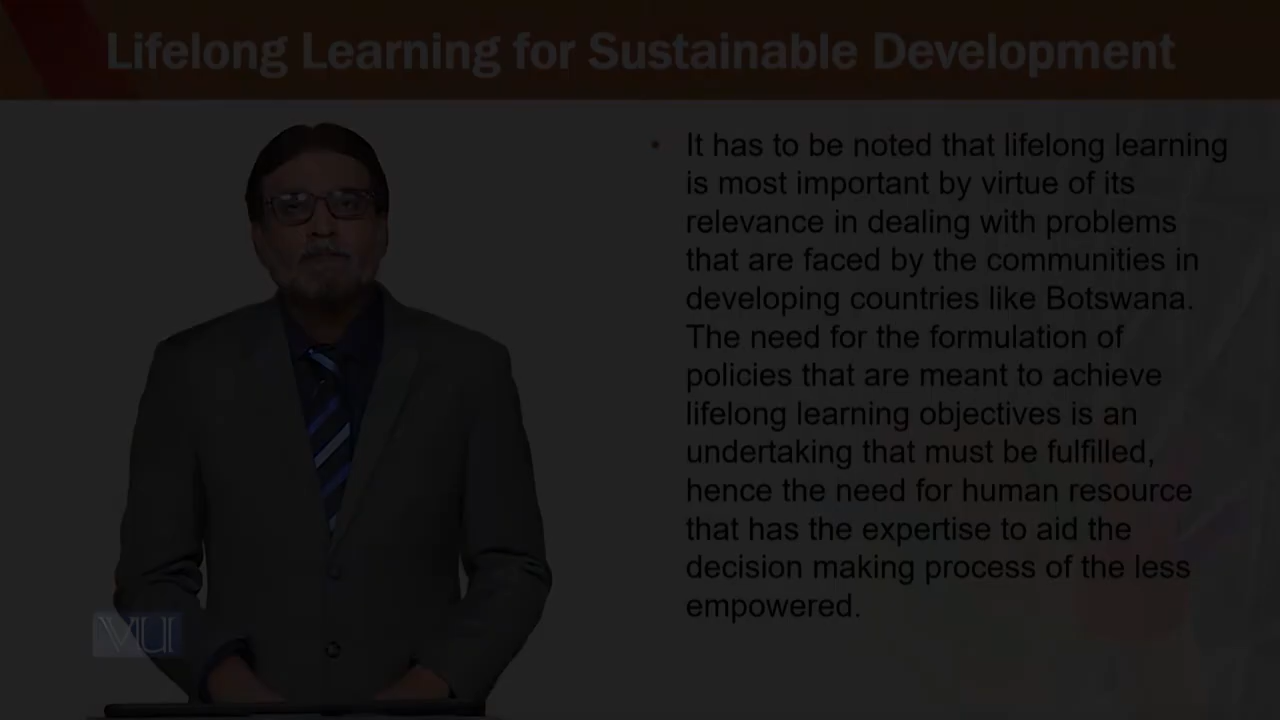 Lifelong Learning for Sustainable Development
• It has to be noted that lifelong learning
is most important by virtue of its
relevance in dealing with problems
that are faced by the communities in
developing countries like Botswana.
The need for the formulation of
policies that are meant to achieve
lifelong learning objectives is an
undertaking that must be fulfilled,
hence the need for human resource
that has the expertise to aid the
decision making process of the less
empowered.
VU